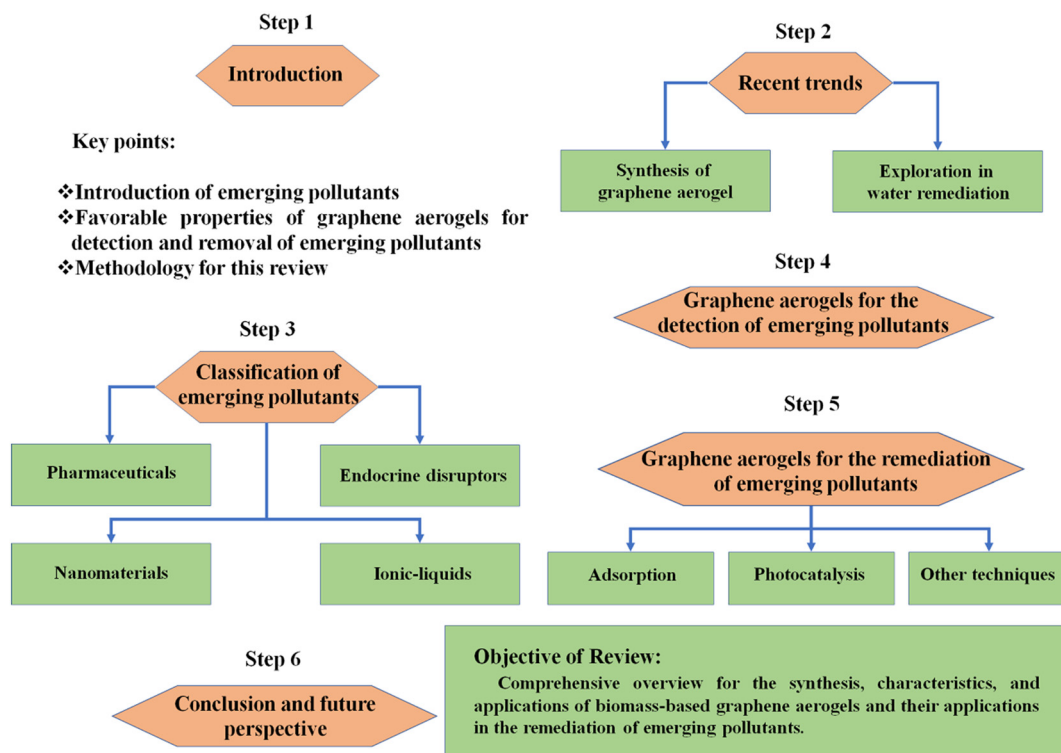 Step 1
Introduction
Key points:
❖Introduction of emerging pollutants
❖Favorable properties of graphene aerogels for
detection and removal of emerging pollutants
❖Methodology for this review
Step 2
Recent trends
Synthesis of
graphene aerogel
Exploration in
water remediation
Step 3
Classification of
emerging pollutants
Pharmaceuticals
Endocrine disruptors
Nanomaterials
Ionic-liquids
Step 4
Graphene aerogels for the
detection of emerging pollutants
Step 5
Graphene aerogels for the remediation
of emerging pollutants
Adsorption
Photocatalysis
Other techniques
Step 6
Conclusion and future
perspective
Objective of Review:
Comprehensive overview for the synthesis, characteristics, and
applications of biomass-based graphene aerogels and their applications
in the remediation of emerging pollutants.